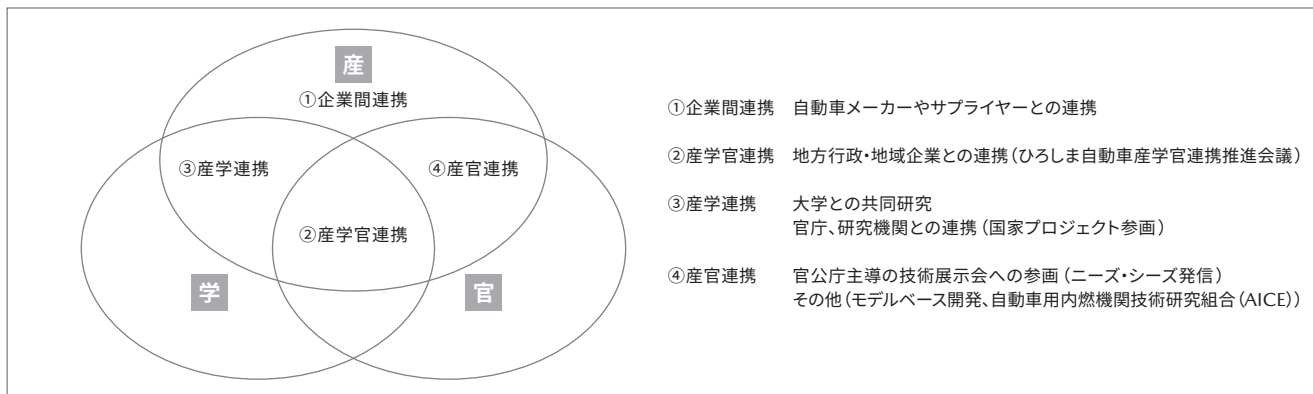 産
①企業間連携
③産学連携
④産官連携
②産学官連携
学
官
①企業間連携 自動車メーカーやサプライヤーとの連携
②産学官連携 地方行政・地域企業との連携(ひろしま自動車産学官連携推進会議)
③産学連携 大学との共同研究
官庁、研究機関との連携(国家プロジェクト参画)
④産官連携 官公庁主導の技術展示会への参画(ニーズ・シーズ発信)
その他(モデルベース開発、自動車用内燃機関技術研究組合(AICE))